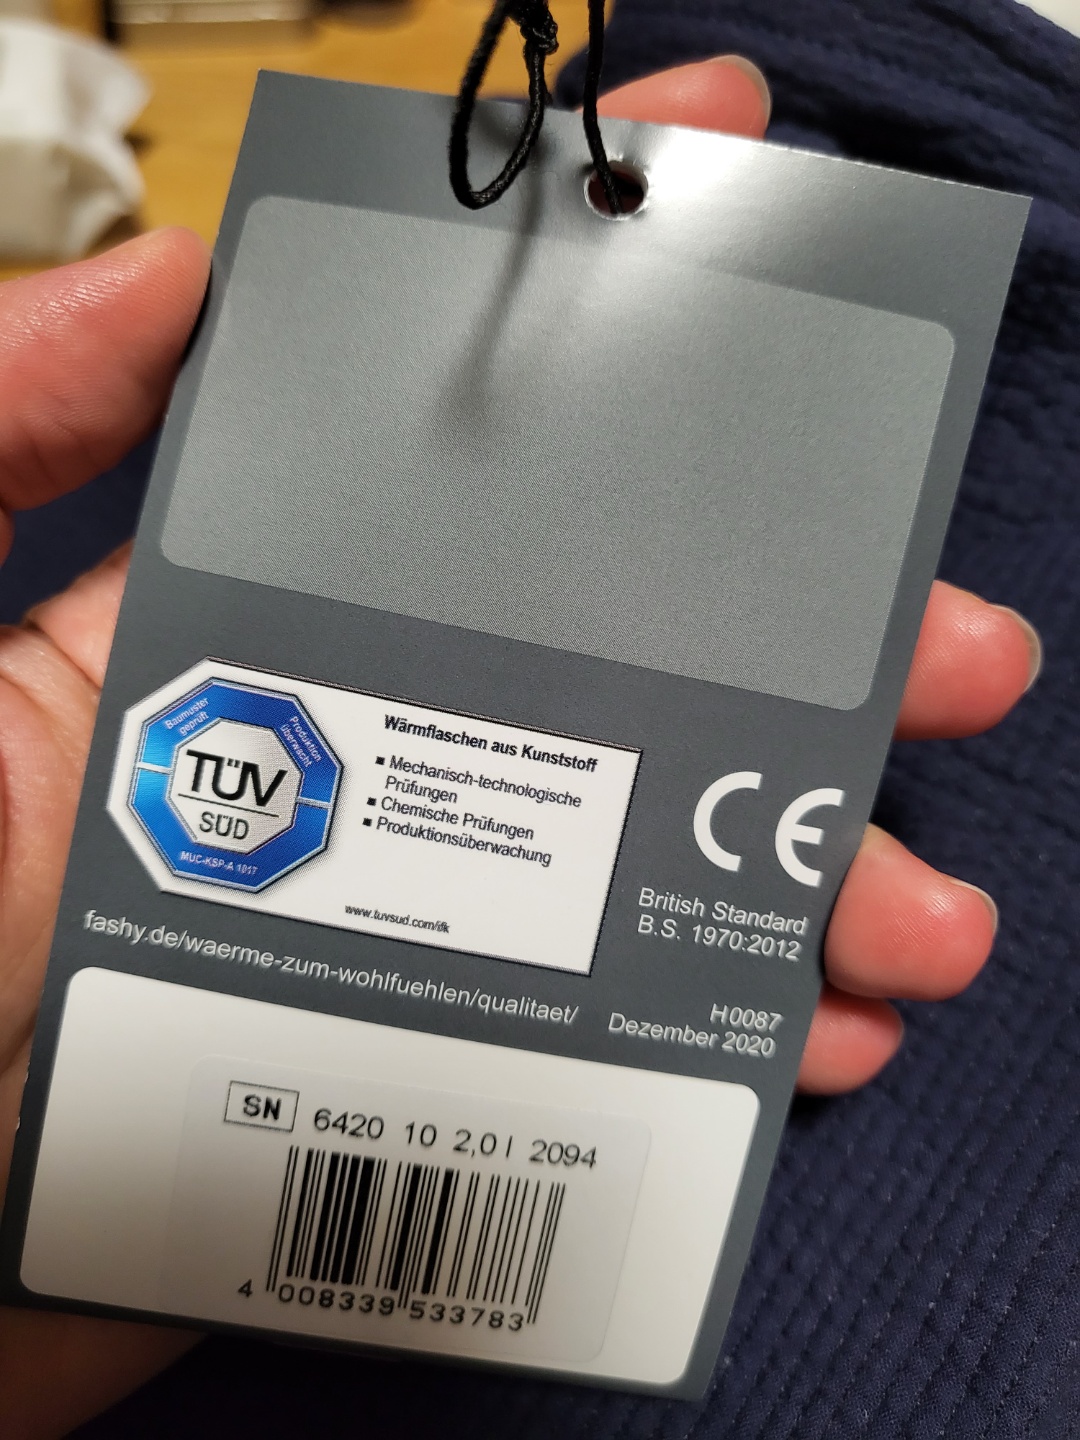 Baumuster
geprüft
Produktion
überwacht
TÜV
SÜD
MUC-KSP-A 1017
Wärmflaschen aus Kunststoff
▪ Mechanisch-technologische
Prüfungen
▪ Chemische Prüfungen
▪ Produktionsüberwachung
www.tuvsud.com/ifk
CE
British Standard
B.S. 1970:2012
fashy.de/waerme-zum-wohlfuehlen/qualitaet/
H0087
Dezember 2020
SN 6420 10 2,0 l 2094
4 008339 533783